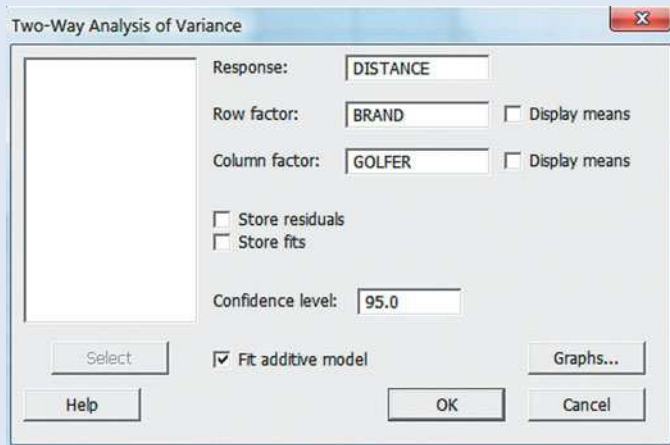 Two-Way Analysis of Variance
Response: DISTANCE
Row factor: BRAND Display means
Column factor: GOLFER Display means
Store residuals
Store fits
Confidence level: 95.0
Select Fit additive model Graphs...
Help OK Cancel